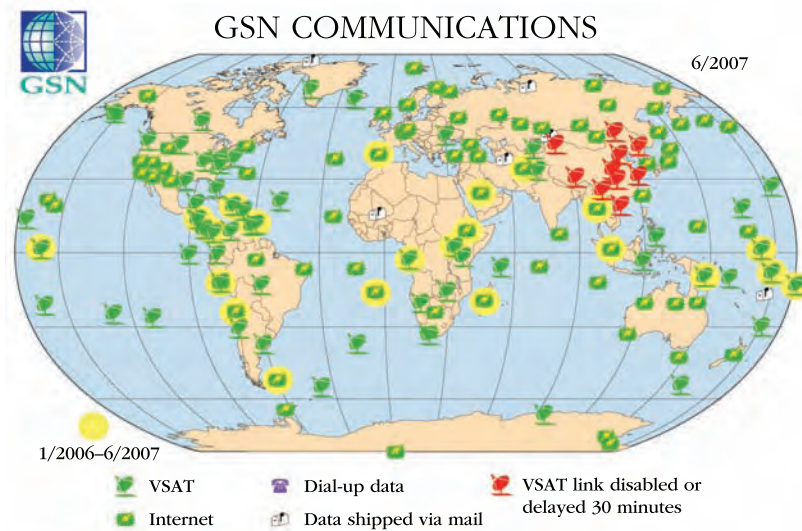 GSN COMMUNICATIONS
GSN
6/2007
1/2006–6/2007
VSAT
Dial-up data
VSAT link disabled or
delayed 30 minutes
Internet
Data shipped via mail